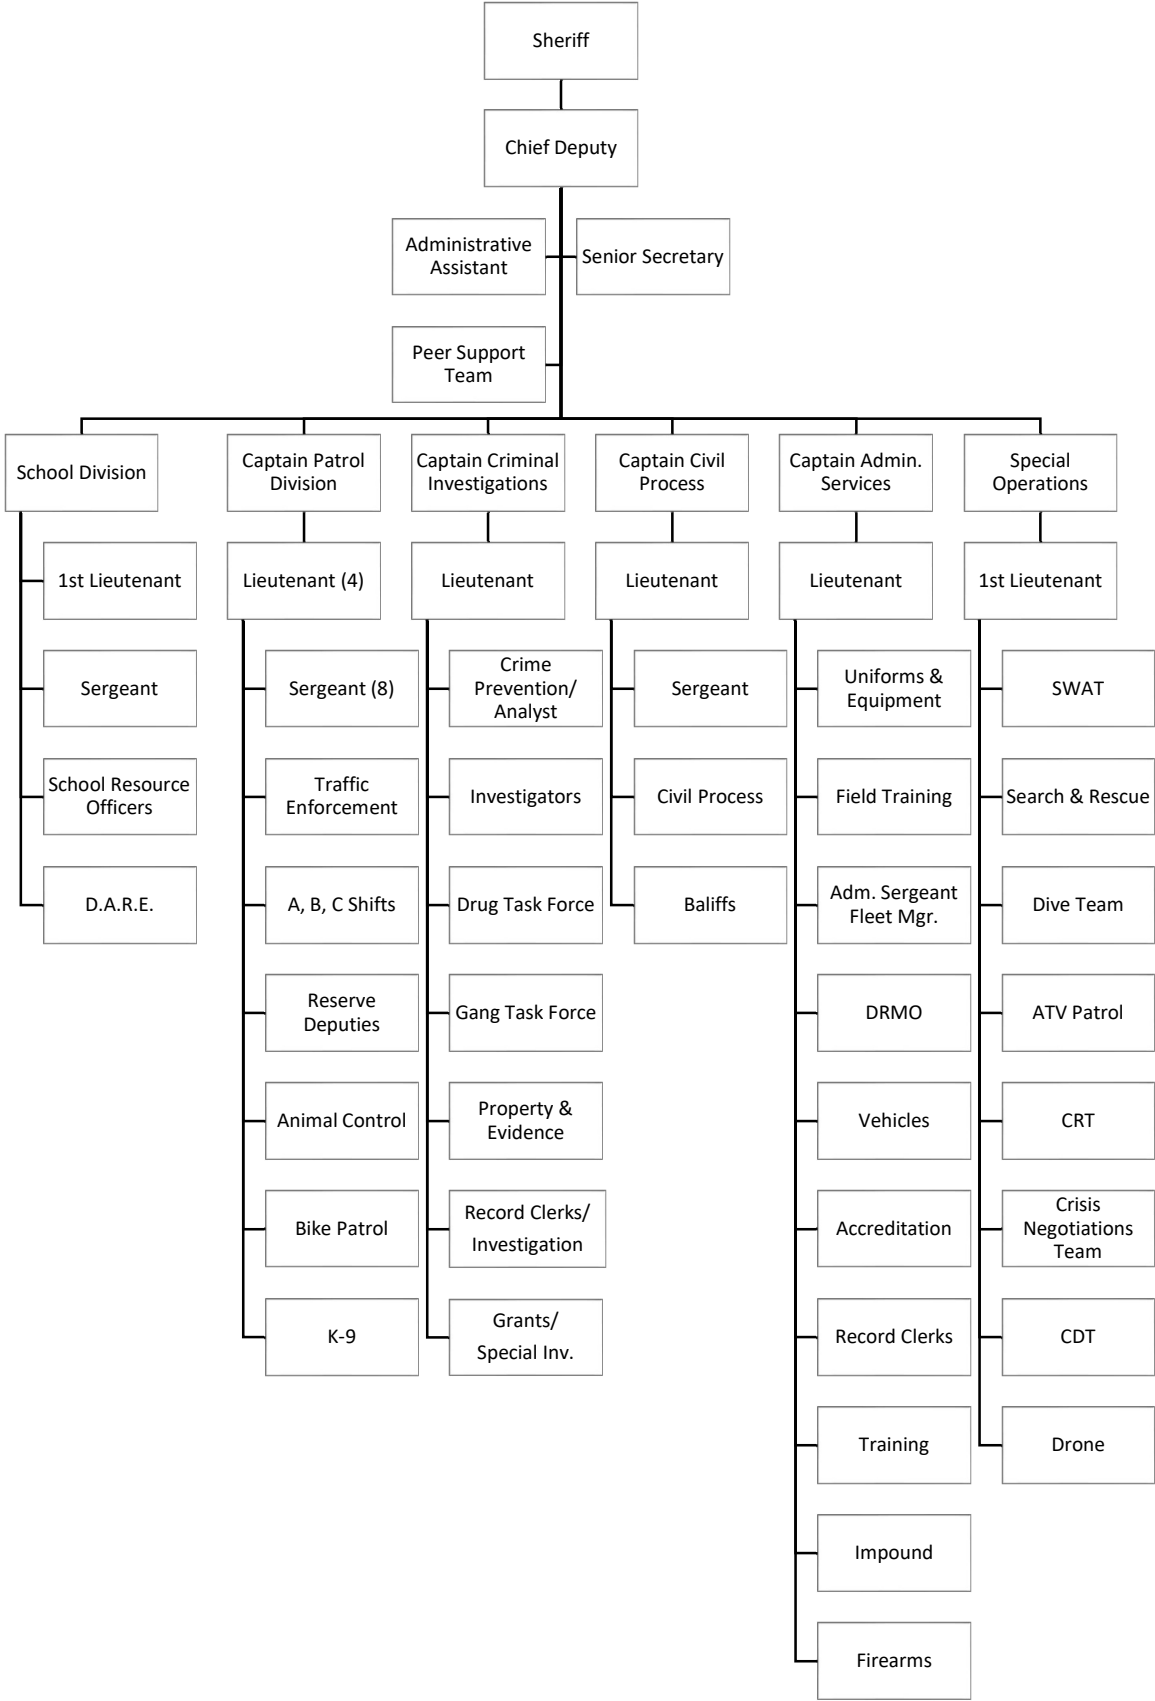 Sheriff
Chief Deputy
Administrative
Assistant
Senior Secretary
Peer Support
Team
School Division
1st Lieutenant
Sergeant
School Resource
Officers
D.A.R.E.
Captain Patrol
Division
Lieutenant (4)
Sergeant (8)
Traffic
Enforcement
A, B, C Shifts
Reserve
Deputies
Animal Control
Bike Patrol
K-9
Captain Criminal
Investigations
Lieutenant
Crime
Prevention/
Analyst
Investigators
Drug Task Force
Gang Task Force
Property &
Evidence
Record Clerks/
Investigation
Grants/
Special Inv.
Captain Civil
Process
Lieutenant
Sergeant
Civil Process
Baliffs
Captain Admin.
Services
Lieutenant
Uniforms &
Equipment
Field Training
Adm. Sergeant
Fleet Mgr.
DRMO
Vehicles
Accreditation
Record Clerks
Training
Impound
Firearms
Special
Operations
1st Lieutenant
SWAT
Search & Rescue
Dive Team
ATV Patrol
CRT
Crisis
Negotiations
Team
CDT
Drone